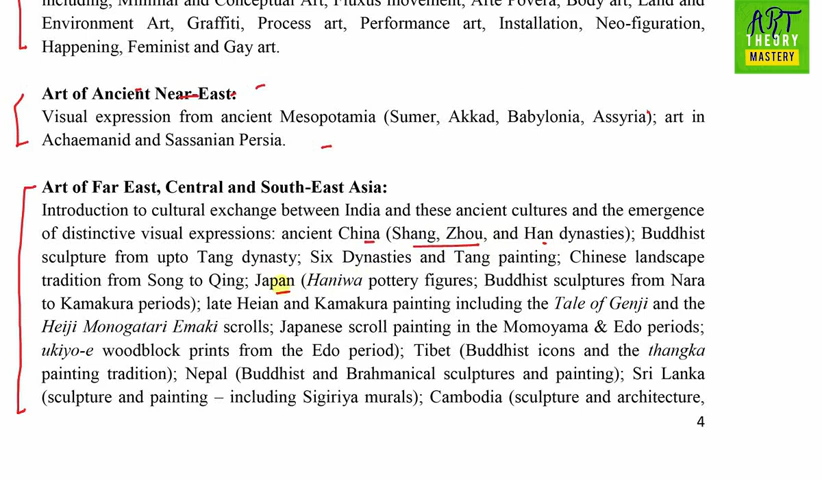 including, Minimal and Conceptual Art, Fluxus movement, Arte Povera, Body art, Land and
Environment Art, Graffiti, Process art, Performance art, Installation, Neo-figuration,
Happening, Feminist and Gay art.
ART
THEORY
MASTERY
Art of Ancient Near-East:
Visual expression from ancient Mesopotamia (Sumer, Akkad, Babylonia, Assyria); art in
Achaemanid and Sassanian Persia.
Art of Far East, Central and South-East Asia:
Introduction to cultural exchange between India and these ancient cultures and the emergence
of distinctive visual expressions: ancient China (Shang, Zhou, and Han dynasties); Buddhist
sculpture from upto Tang dynasty; Six Dynasties and Tang painting; Chinese landscape
tradition from Song to Qing; Japan (Haniwa pottery figures; Buddhist sculptures from Nara
to Kamakura periods); late Heian and Kamakura painting including the Tale of Genji and the
Heiji Monogatari Emaki scrolls; Japanese scroll painting in the Momoyama & Edo periods;
ukiyo-e woodblock prints from the Edo period); Tibet (Buddhist icons and the thangka
painting tradition); Nepal (Buddhist and Brahmanical sculptures and painting); Sri Lanka
(sculpture and painting – including Sigiriya murals); Cambodia (sculpture and architecture,
4